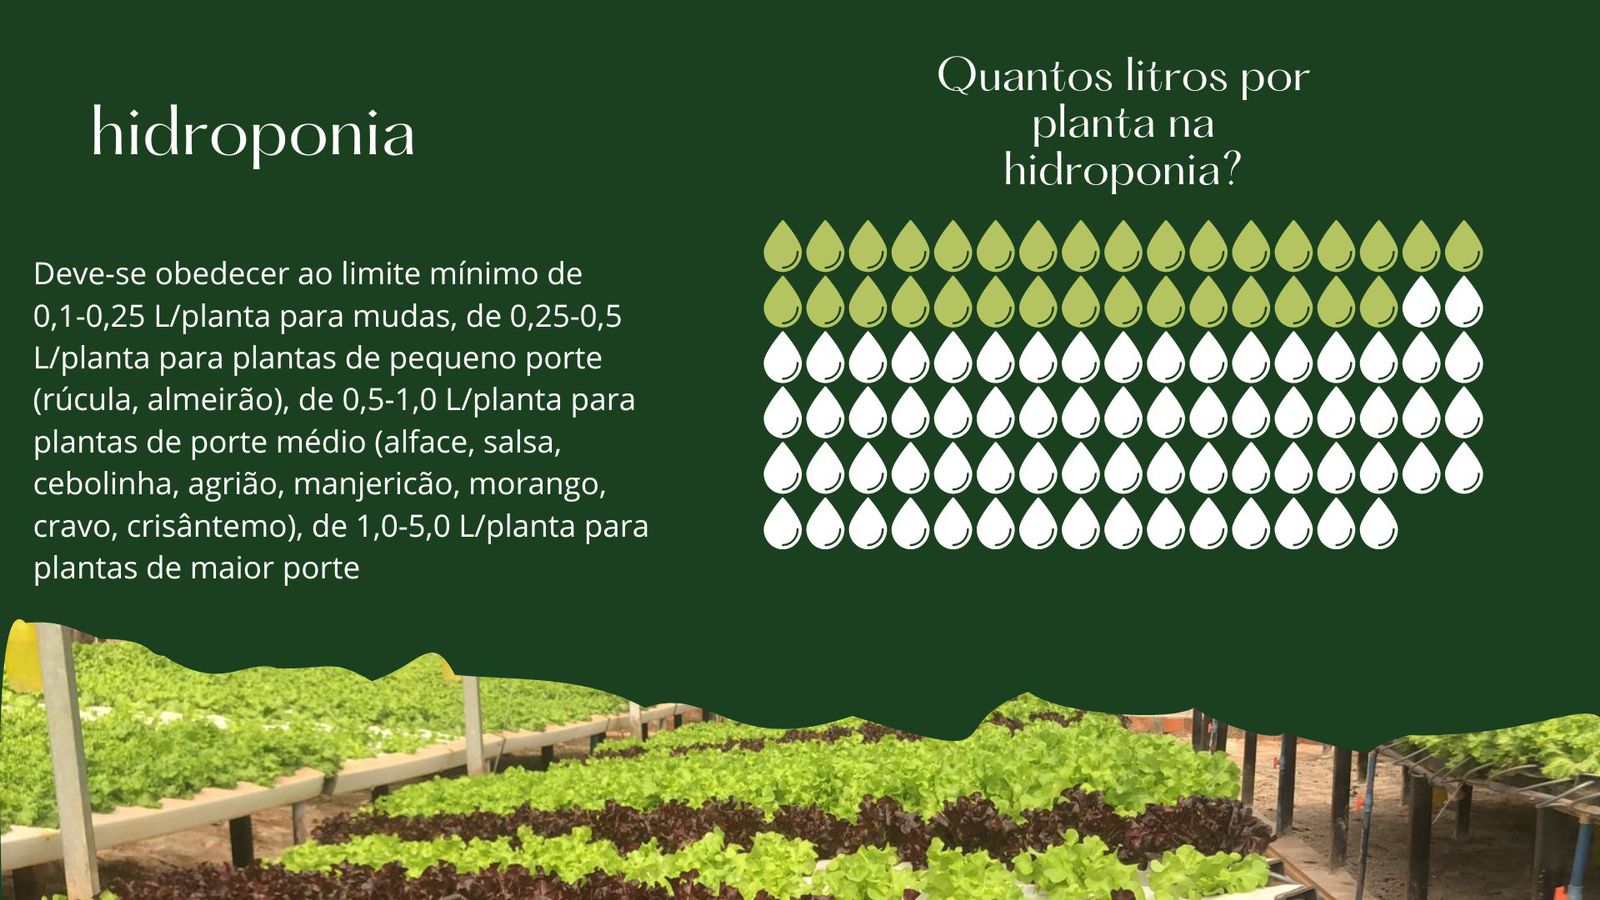 hidroponia
Deve-se obedecer ao limite mínimo de
0,1-0,25 L/planta para mudas, de 0,25-0,5
L/planta para plantas de pequeno porte
(rúcula, almeirão), de 0,5-1,0 L/planta para
plantas de porte médio (alface, salsa,
cebolinha, agrião, manjericão, morango,
cravo, crisântemo), de 1,0-5,0 L/planta para
plantas de maior porte
Quantos litros por
planta na
hidroponia?